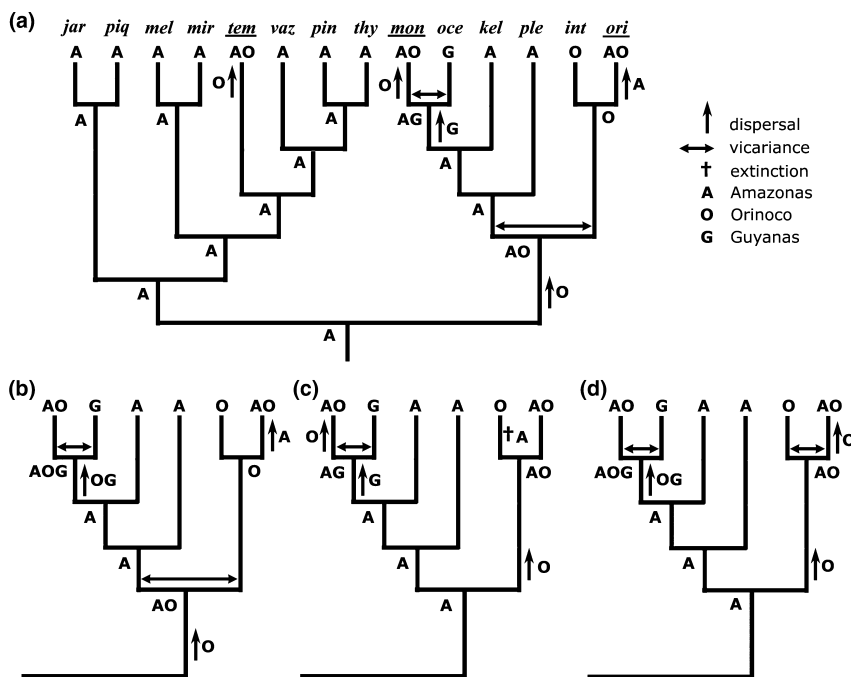 (a) jar piq mel mir tem vaz pin thy mon oce kel ple int ori
A A A A AO A A A AO G A A O AO
O O A
A A A AG G O
A A
A A
A AO
A O
A
dispersal
vicariance
† extinction
A Amazonas
O Orinoco
G Guyanas
(b) AO G A A O AO
A
AOG OG O
A
A
AO
O
(c) AO G A A O AO
O † A
AG G AO
A
A O
A
(d) AO G A A O AO
O
AOG OG AO
A
A O
A